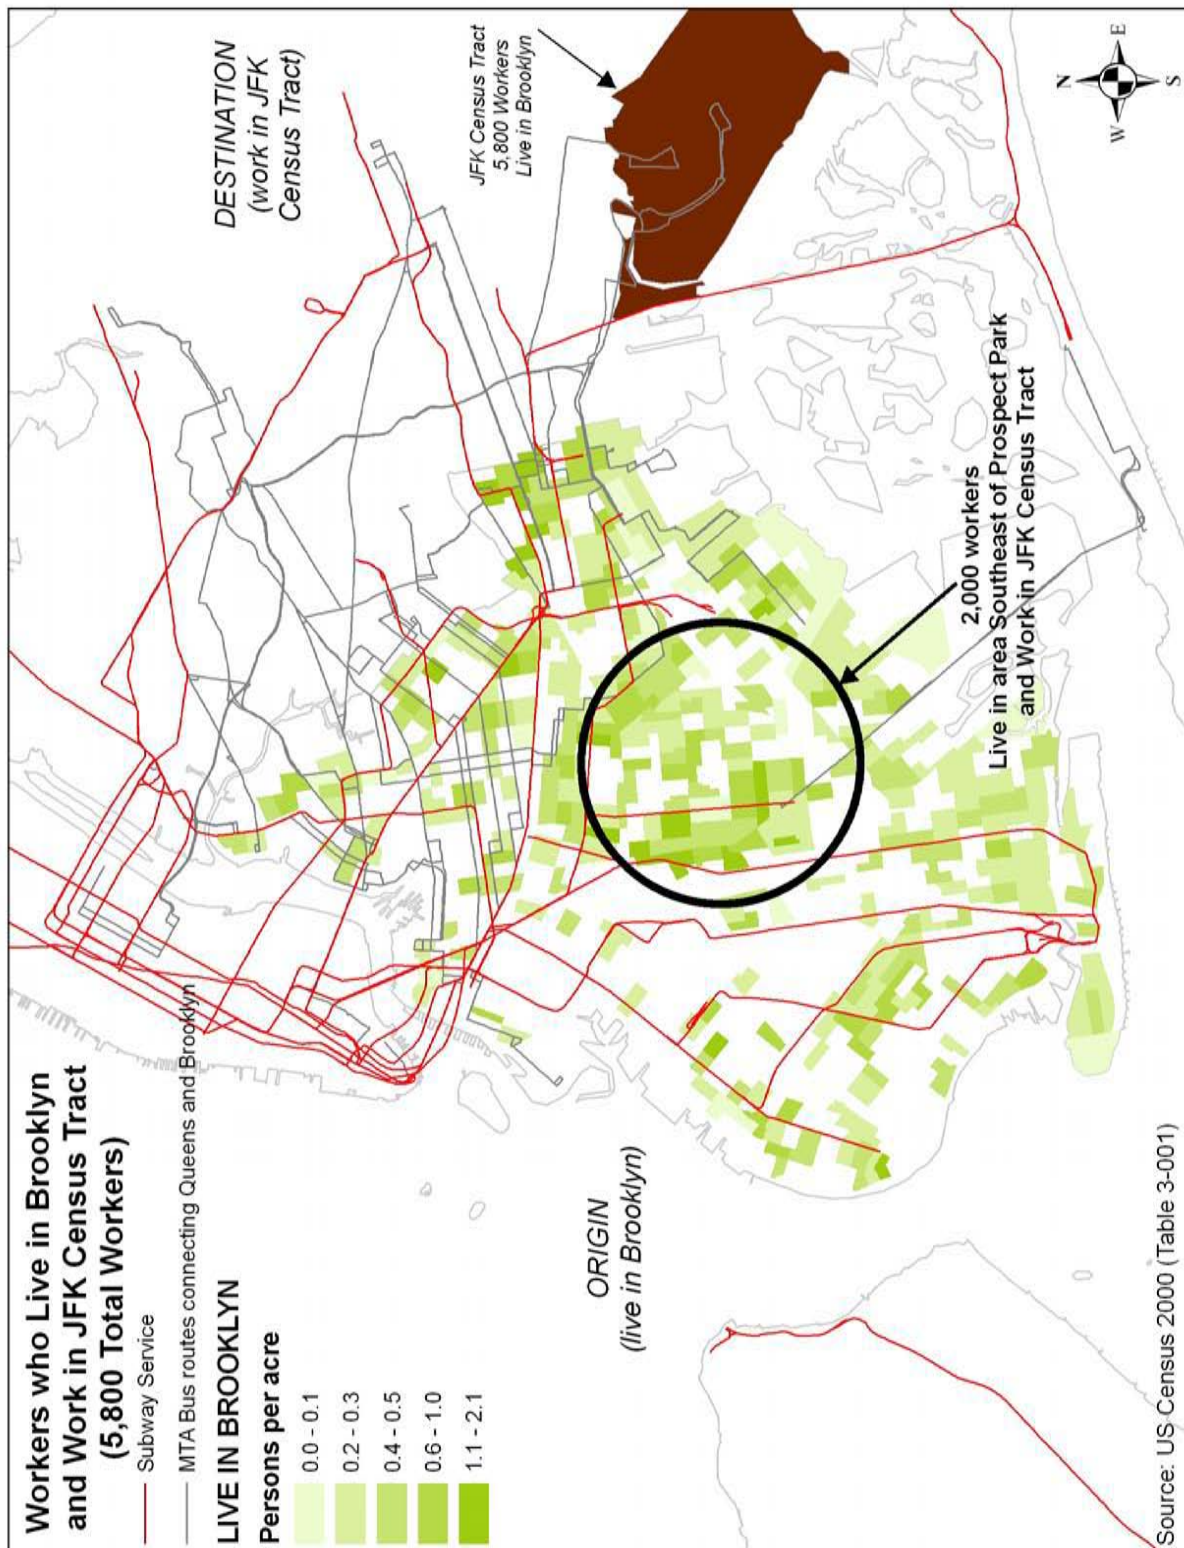 Workers who Live in Brooklyn
and Work in JFK Census Tract
(5,800 Total Workers)
Subway Service
MTA Bus routes connecting Queens and Brooklyn
LIVE IN BROOKLYN
Persons per acre
0.0 - 0.1
0.2 - 0.3
0.4 - 0.5
0.6 - 1.0
1.1 - 2.1
DESTINATION
(work in JFK
Census Tract)
JFK Census Tract
5,800 Workers
Live in Brooklyn
ORIGIN
(live in Brooklyn)
2,000 workers
Live in area Southeast of Prospect Park
and Work in JFK Census Tract
N
E
S
W
Source: US Census 2000 (Table 3-001)